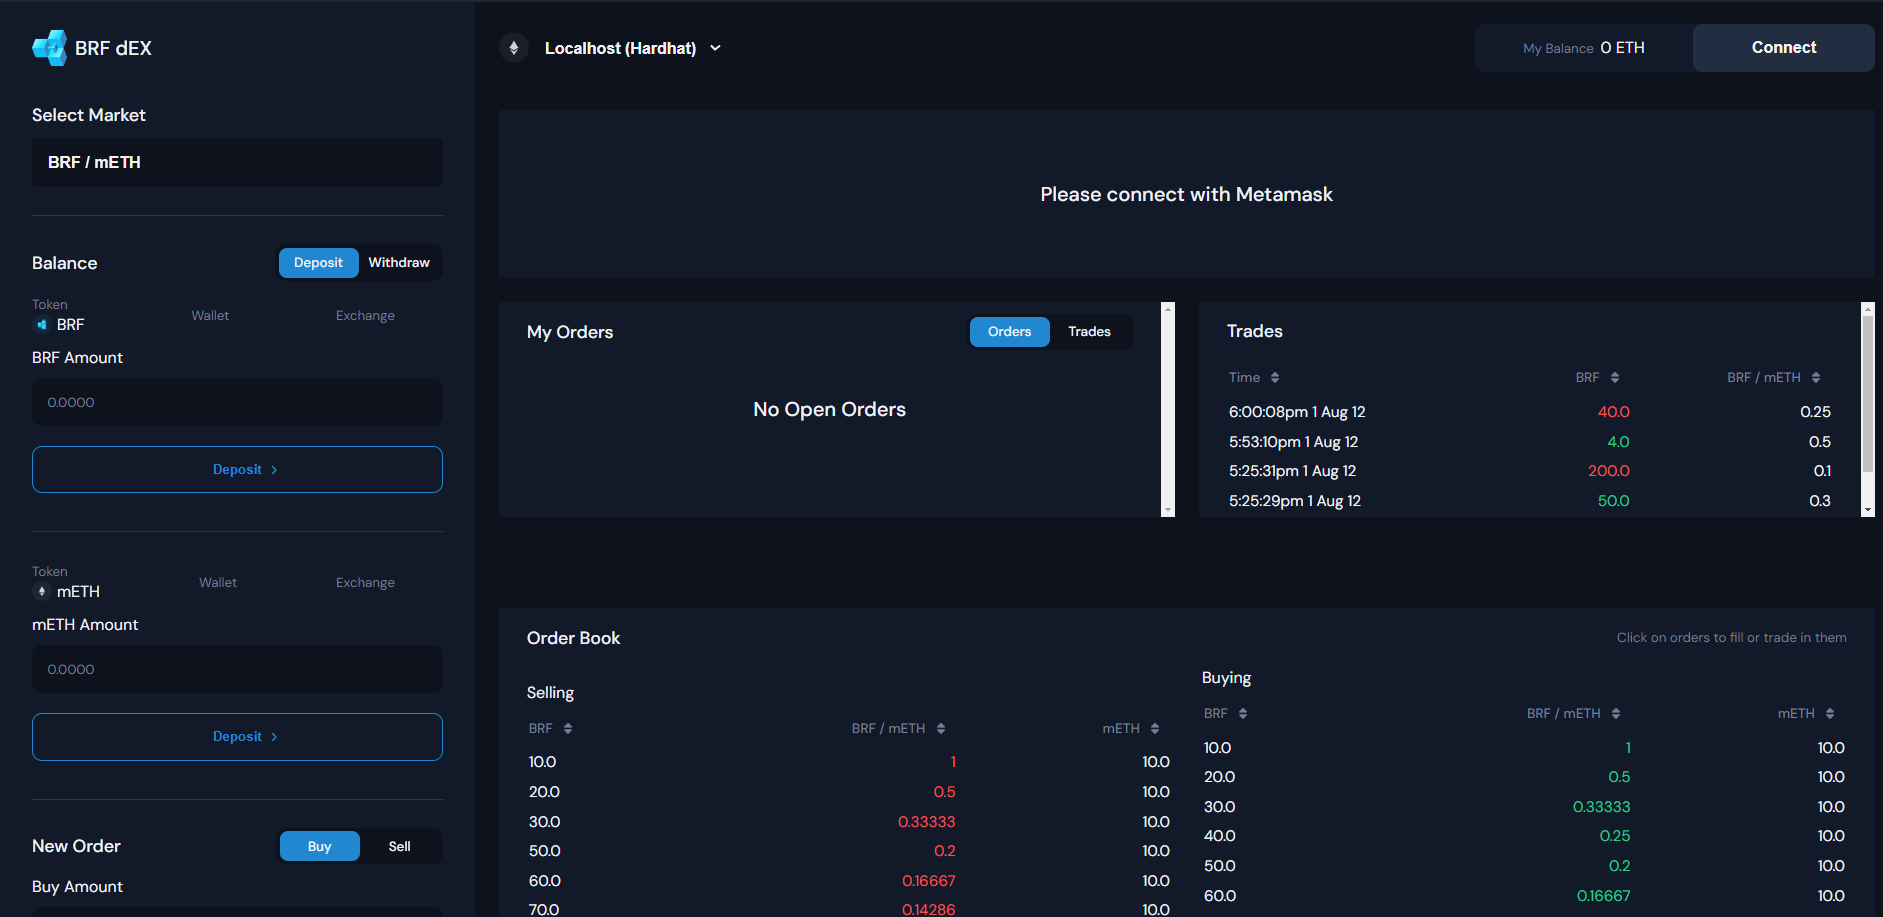 BRF dEX
Select Market
BRF / mETH
Balance
Deposit Withdraw
Token Wallet Exchange
BRF
BRF Amount
0.0000
Deposit >
Token Wallet Exchange
mETH
mETH Amount
0.0000
Deposit >
New Order
Buy Sell
Buy Amount
Localhost (Hardhat)
My Balance 0 ETH
Connect
Please connect with Metamask
My Orders
Orders Trades
No Open Orders
Trades
Time BRF BRF / mETH
6:00:08pm 1 Aug 12 40.0 0.25
5:53:10pm 1 Aug 12 4.0 0.5
5:25:31pm 1 Aug 12 200.0 0.1
5:25:29pm 1 Aug 12 50.0 0.3
Order Book
Click on orders to fill or trade in them
Selling
BRF BRF / mETH mETH
10.0 1 10.0
20.0 0.5 10.0
30.0 0.33333 10.0
50.0 0.2 10.0
60.0 0.16667 10.0
70.0 0.14286 10.0
Buying
BRF BRF / mETH mETH
10.0 1 10.0
20.0 0.5 10.0
30.0 0.33333 10.0
40.0 0.25 10.0
50.0 0.2 10.0
60.0 0.16667 10.0